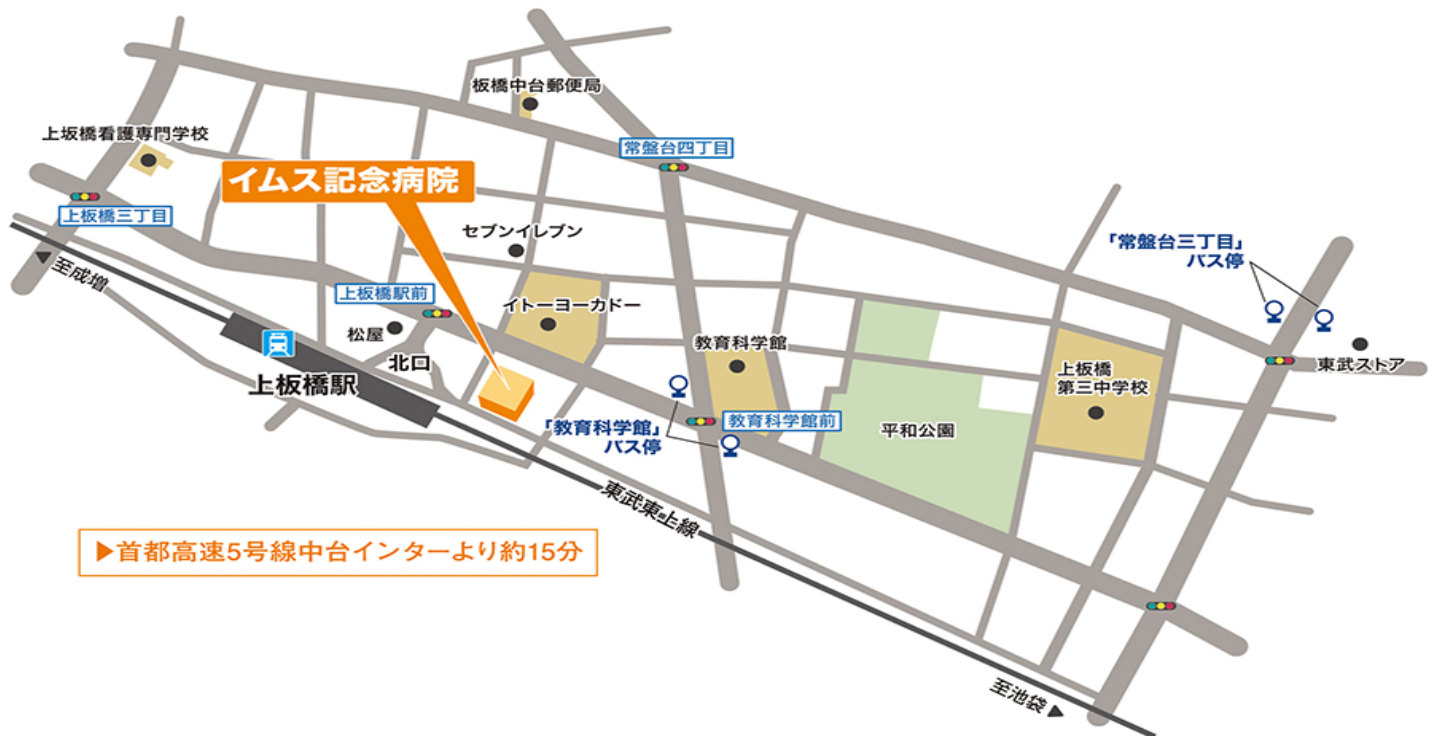 板橋中台郵便局
上坂橋看護専門学校
常盤台四丁目
イムス記念病院
上板橋三丁目
セブンイレブン
「常盤台三丁目」
バス停
至成増
上板橋駅前
イトーヨーカドー
松屋
教育科学館
北口
上板橋駅
東武ストア
上板橋
第三中学校
「教育科学館」
バス停
教育科学館前
平和公園
東武東上線
▶首都高速5号線中台インターより約15分
至池袋